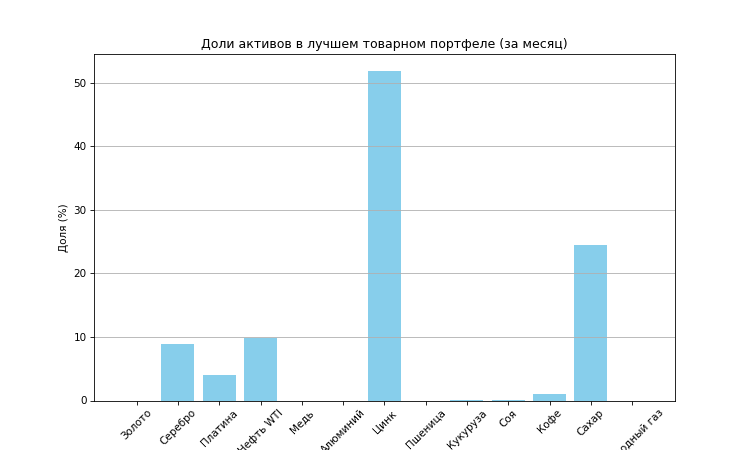 Доли активов в лучшем товарном портфеле (за месяц)
Доля (%)
50
40
30
20
10
0
Золото
Серебро
Платина
Нефть WTI
Медь
Алюминий
Цинк
Пшеница
Кукуруза
Соя
Кофе
Сахар
одный газ